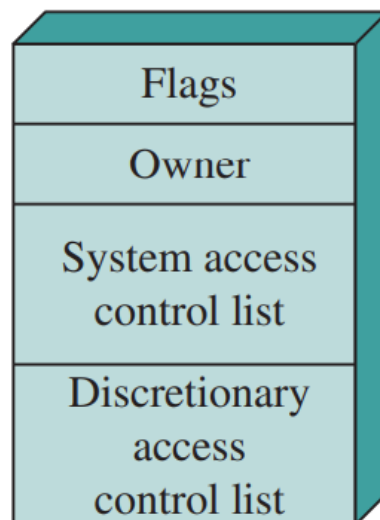 Flags
Owner
System access
control list
Discretionary
access
control list